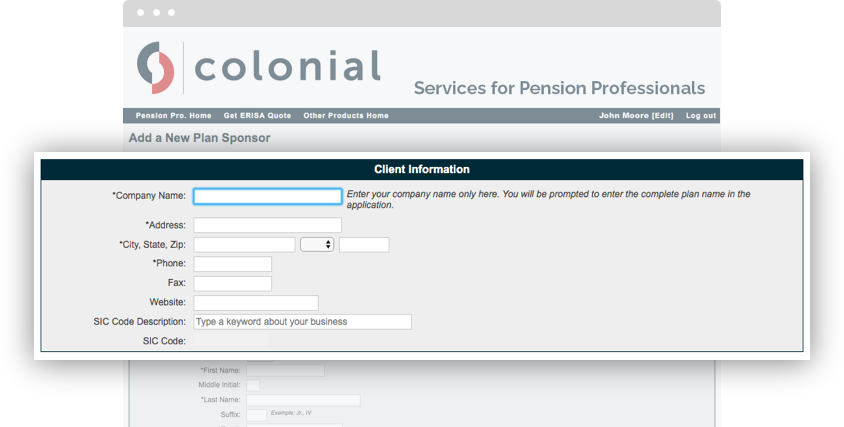 colonial
Services for Pension Professionals
Pension Pro. Home Get ERISA Quote Other Products Home John Moore [Edit] Log out
Add a New Plan Sponsor
Client Information
*Company Name: Enter your company name only here. You will be prompted to enter the complete plan name in the
application.
*Address:
*City, State, Zip:
*Phone:
Fax:
Website:
SIC Code Description: Type a keyword about your business
SIC Code:
*First Name:
Middle Initial:
*Last Name:
Suffix: Example: Jr., IV